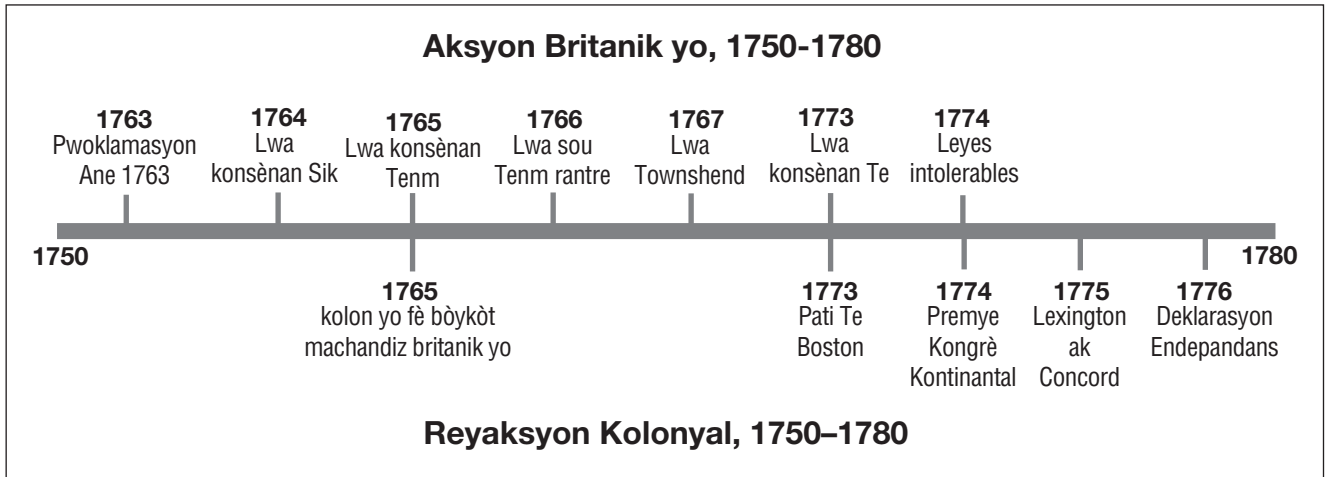 Aksyon Britanik yo, 1750-1780
1763
Pwoklamasyon
Ane 1763
1764
Lwa
konsènan Sik
1765
Lwa konsènan
Tenm
1766
Lwa sou
Tenm rantre
1767
Lwa
Townshend
1773
Lwa
konsènan Te
1774
Leyes
intolerables
1750
1780
1765
kolon yo fè bòykòt
machandiz britanik yo
1773
Pati Te
Boston
1774
Premye
Kongrè
Kontinantal
1775
Lexington
ak
Concord
1776
Deklarasyon
Endepandans
Reyaksyon Kolonyal, 1750–1780